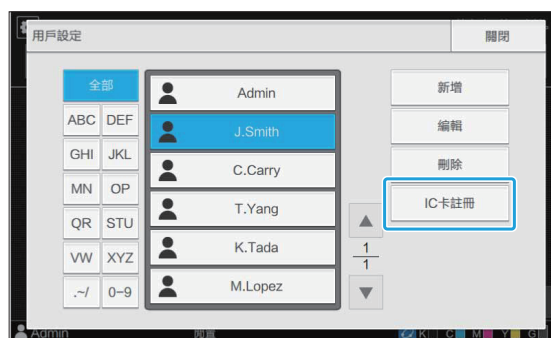 用戶設定
關閉
全部
ABC DEF
GHI JKL
MN OP
QR STU
VW XYZ
.~/ 0–9
Admin
J.Smith
C.Carry
T.Yang
K.Tada
M.Lopez
1
1
新增
編輯
刪除
IC卡註冊
Admin
K C M Y G